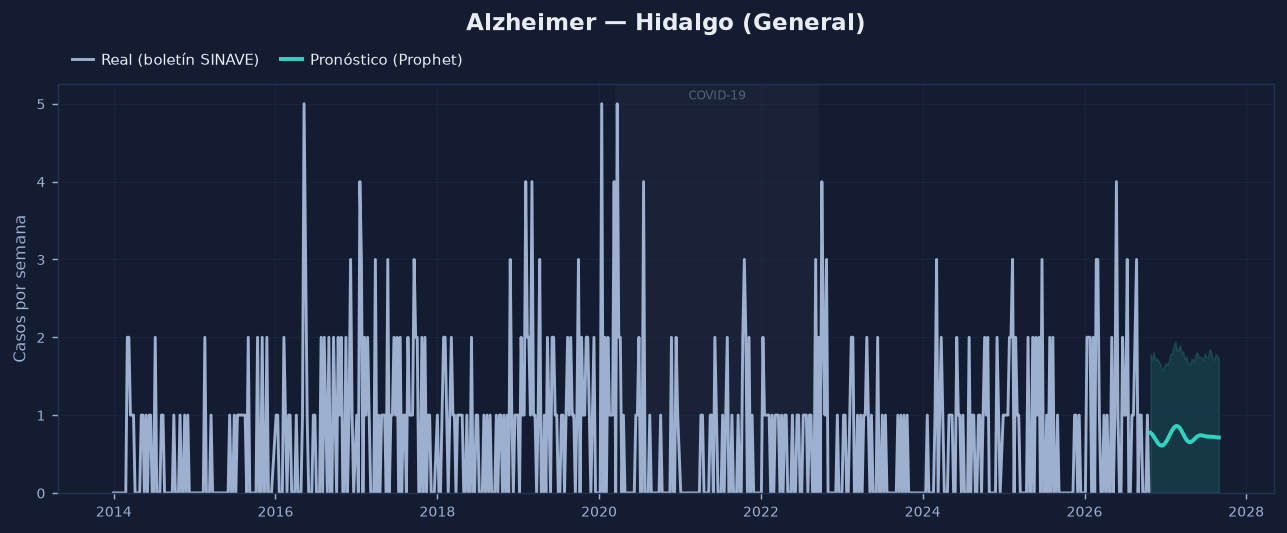 Alzheimer — Hidalgo (General)
Real (boletín SINAVE)
Pronóstico (Prophet)
COVID-19
Casos por semana
5
4
3
2
1
0
2014
2016
2018
2020
2022
2024
2026
2028